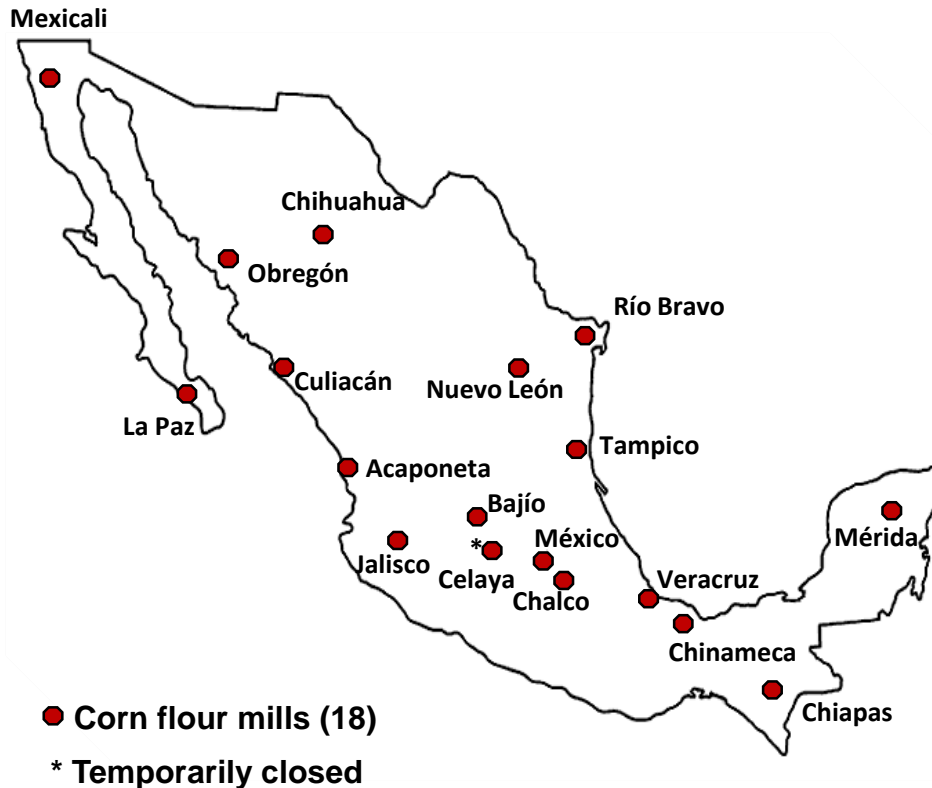 Mexicali
Chihuahua
Obregón
Río Bravo
Culiacán
Nuevo León
La Paz
Tampico
Acaponeta
Bajío
Mérida
México
*
Jalisco
Celaya
Veracruz
Chalco
Chinameca
Chiapas
Corn flour mills (18)
* Temporarily closed